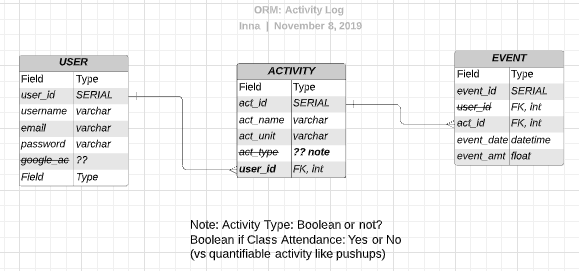 ORM: Activity Log
Inna | November 8, 2019
USER
Field Type
user_id SERIAL
username varchar
email varchar
password varchar
google_ac ??
Field Type
ACTIVITY
Field Type
act_id SERIAL
act_name varchar
act_unit varchar
act_type ?? note
user_id FK, int
EVENT
Field Type
event_id SERIAL
user_id FK, int
act_id FK, int
event_date datetime
event_amt float
Note: Activity Type: Boolean or not?
Boolean if Class Attendance: Yes or No
(vs quantifiable activity like pushups)